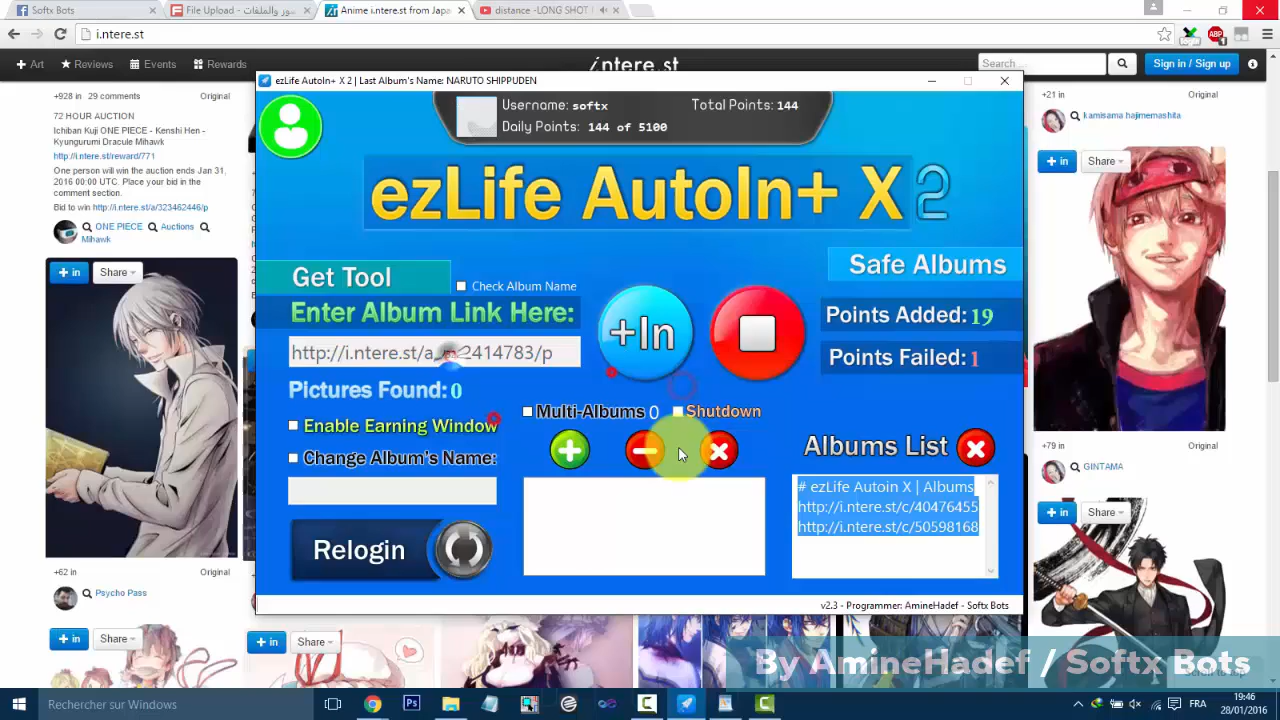 Softx Bots
File Upload -
صور والملفات
Anime i.ntere.st from Japa
distance -LONG SHOT
i.ntere.st
Art
Reviews
Events
Rewards
i.ntere.st
Search...
Sign in / Sign up
+928 in 29 comments Original
72 HOUR AUCTION
Ichiban Kuji ONE PIECE - Kenshi Hen -
Kyungurumi Dracule Mihawk
http://i.ntere.st/reward/771
One person will win the auction ends Jan 31,
2016 00:00 UTC. Place your bid in the
comment section.
Bid to win http://i.ntere.st/a/323462446/p
ONE PIECE Auctions
Mihawk
+ in Share
+62 in Original
Psycho Pass
+ in Share
+ in Share
ezLife AutoIn+ X 2 | Last Album's Name: NARUTO SHIPPUDEN
Username: softx Total Points: 144
Daily Points: 144 of 5100
ezLife AutoIn+ X 2
Get Tool
Check Album Name
Safe Albums
Enter Album Link Here:
+In
Points Added: 19
http://i.ntere.st/a 2414783/p
Points Failed: 1
Pictures Found: 0
Multi-Albums 0 Shutdown
Enable Earning Window
Change Album's Name:
Albums List
# ezLife Autoin X | Albums
http://i.ntere.st/c/40476455
http://i.ntere.st/c/50598168
Relogin
v2.3 - Programmer: AmineHadef - Softx Bots
+21 in Original
kamisama hajimemashita
+ in Share
+79 in Original
GINTAMA
+ in Share
Scroll to top
By AmineHadef / Softx Bots
Rechercher sur Windows
FRA
19:46
28/01/2016